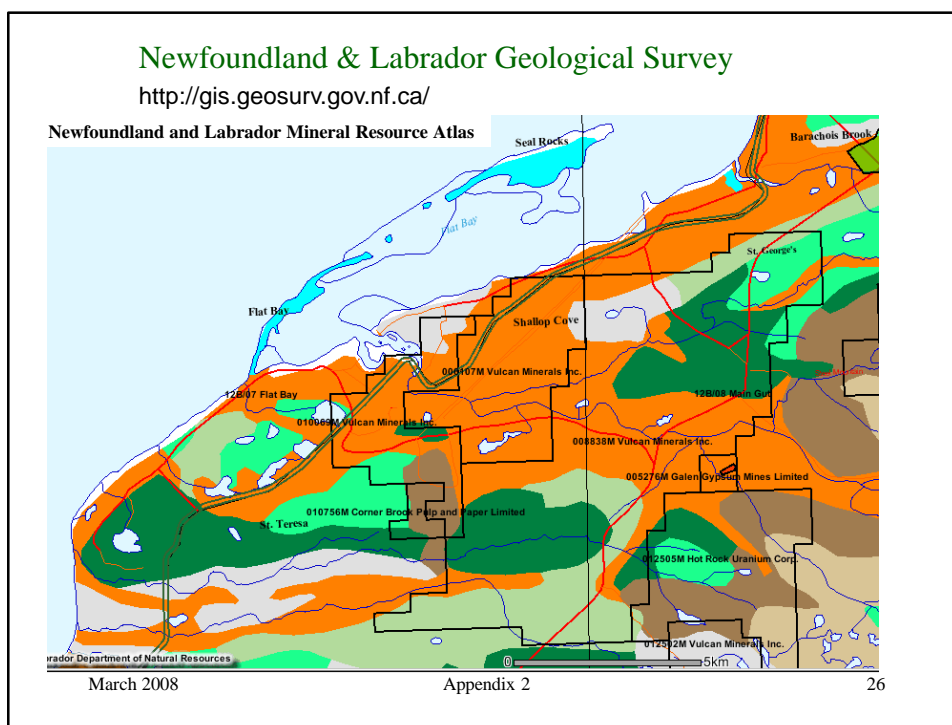 Newfoundland & Labrador Geological Survey
http://gis.geosurv.gov.nf.ca/
Newfoundland and Labrador Mineral Resource Atlas
Seal Rocks
Barachois Brook
Flat Bay
St. George's
Flat Bay
Shallop Cove
Vulcan Minerals Inc.
12B/07 Flat Bay
12B/08 Main Gut
010069M Vulcan Minerals Inc.
008838M Vulcan Minerals Inc.
005276M Galen Gypsum Mines Limited
010756M Corner Brook Pulp and Paper Limited
St. Teresa
012505M Hot Rock Uranium Corp.
012502M Vulcan Minerals Inc.
rador Department of Natural Resources
0 5km
March 2008 Appendix 2 26